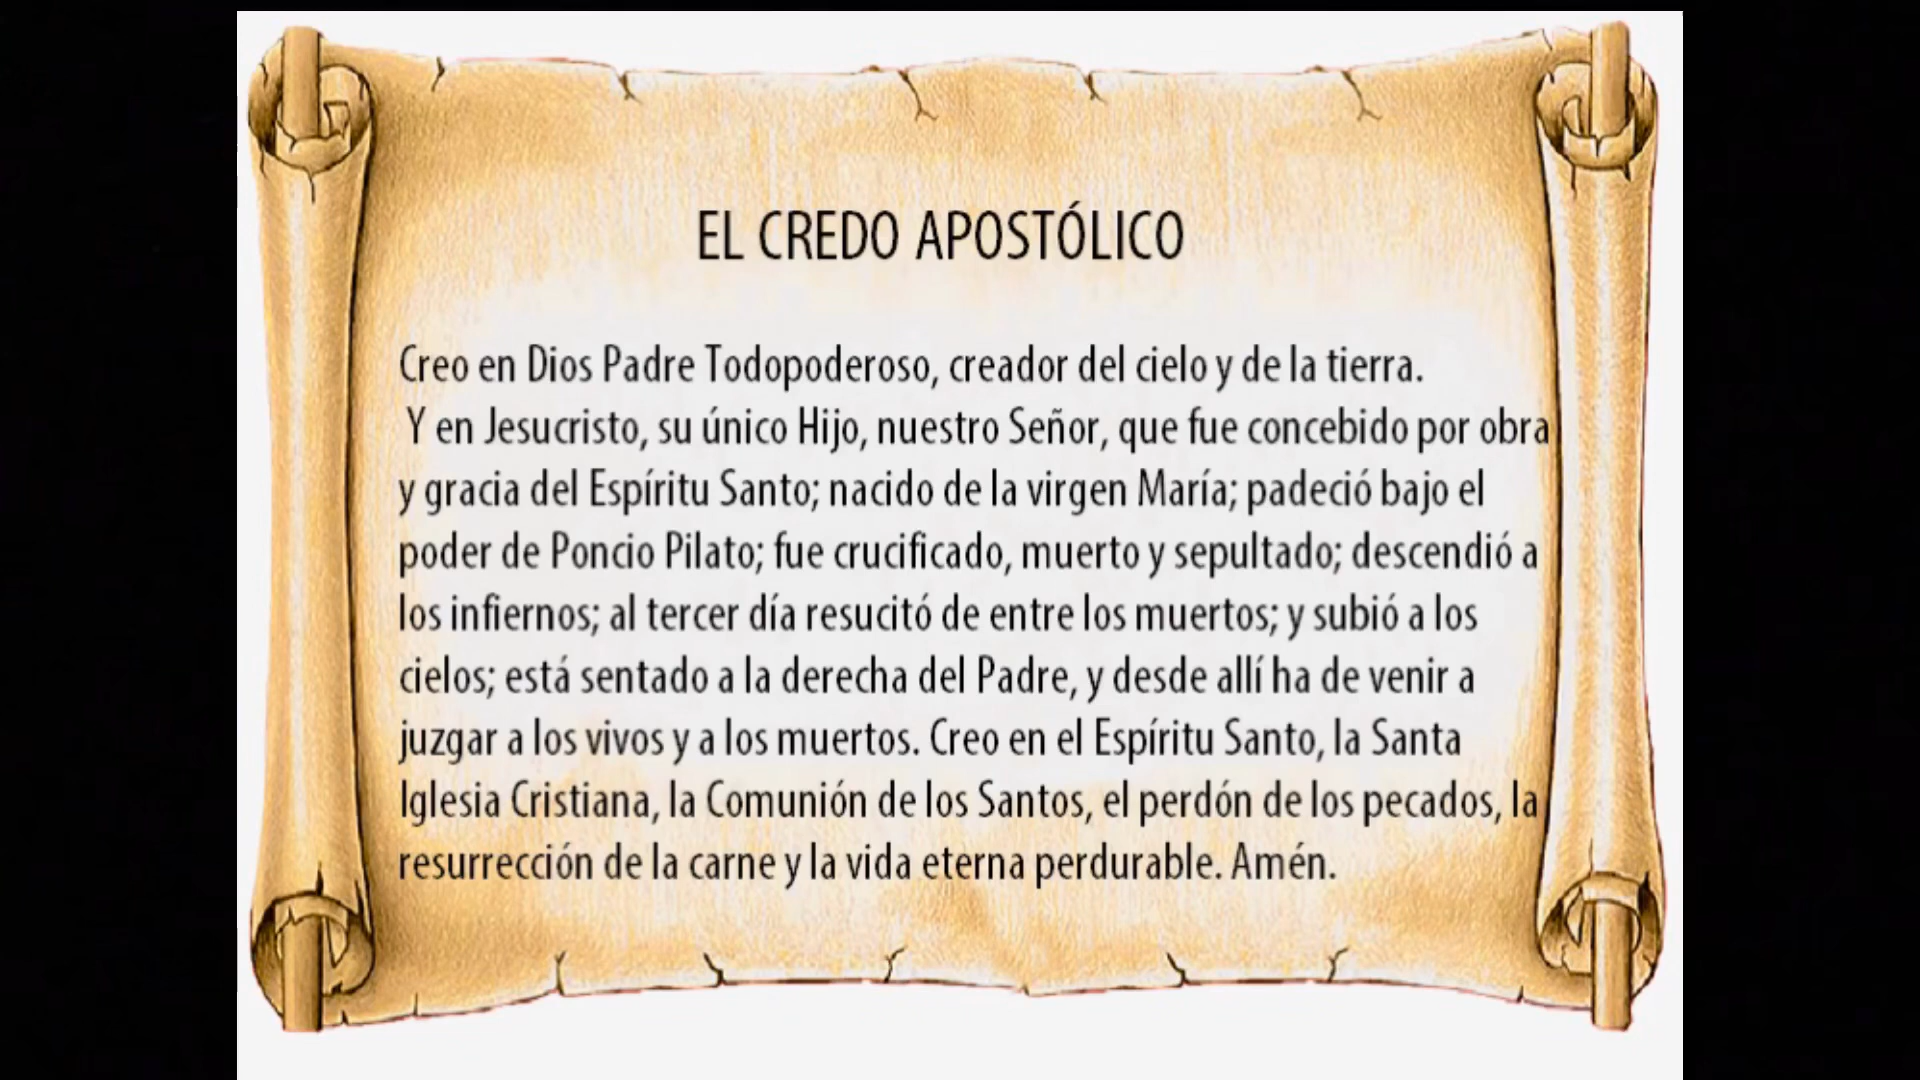 EL CREDO APOSTÓLICO
Creo en Dios Padre Todopoderoso, creador del cielo y de la tierra.
Y en Jesucristo, su único Hijo, nuestro Señor, que fue concebido por obra
y gracia del Espíritu Santo; nacido de la virgen María; padeció bajo el
poder de Poncio Pilato; fue crucificado, muerto y sepultado; descendió a
los infiernos; al tercer día resucitó de entre los muertos; y subió a los
cielos; está sentado a la derecha del Padre, y desde allí ha de venir a
juzgar a los vivos y a los muertos. Creo en el Espíritu Santo, la Santa
Iglesia Cristiana, la Comunión de los Santos, el perdón de los pecados, la
resurrección de la carne y la vida eterna perdurable. Amén.